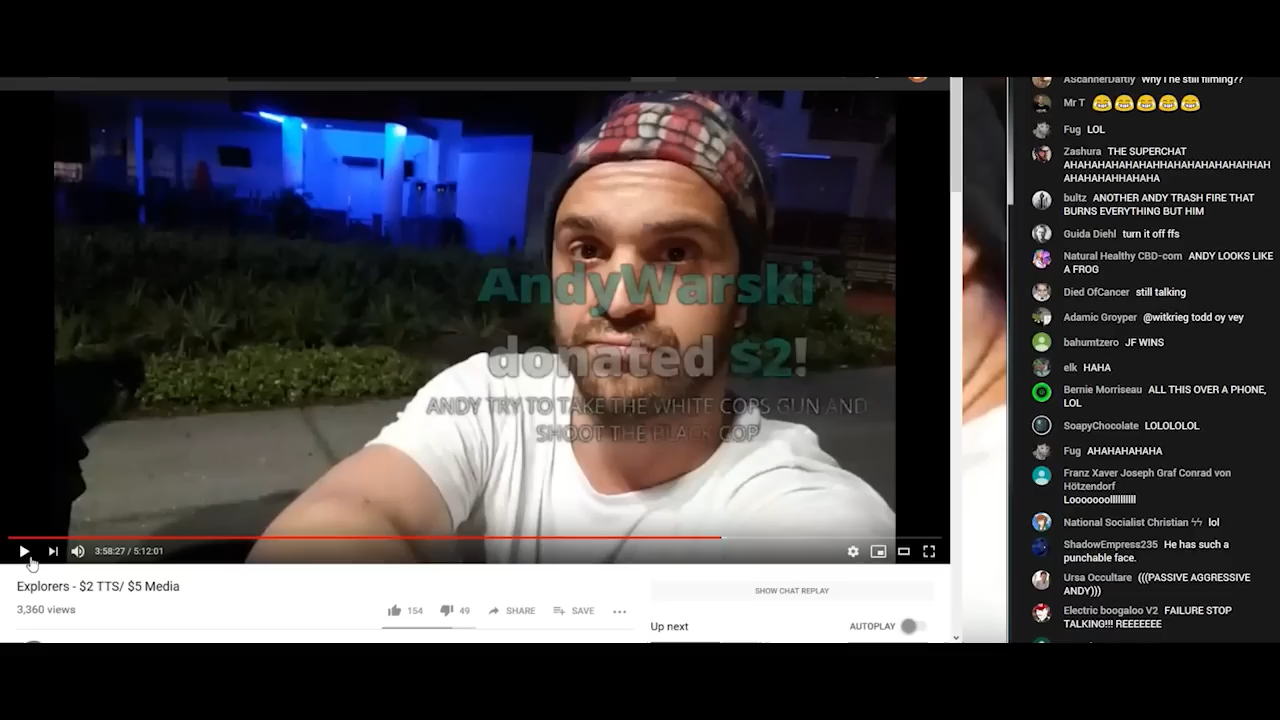 AndyWarski
donated $2!
ANDY TRY TO TAKE THE WHITE COPS GUN AND
SHOOT THE BLACK COP
3:58:27 / 5:12:01
Explorers - $2 TTS/ $5 Media
3,360 views
154
49
SHARE
SAVE
SHOW CHAT REPLAY
Up next
AUTOPLAY
AScannerDaftly Why i he still filming??
Mr T 😂😂😂😂😂
Fug LOL
Zashura THE SUPERCHAT
AHAHAHAHAHAHAHHAHAHAHAHAHAHHAH
AHAHAHAHHAHAHA
bultz ANOTHER ANDY TRASH FIRE THAT
BURNS EVERYTHING BUT HIM
Guida Diehl turn it off ffs
Natural Healthy CBD-com ANDY LOOKS LIKE
A FROG
Died OfCancer still talking
Adamic Groyper @witkrieg todd oy vey
bahumtzero JF WINS
elk HAHA
Bernie Morriseau ALL THIS OVER A PHONE,
LOL
SoapyChocolate LOLOLOLOL
Fug AHAHAHAHAHA
Franz Xaver Joseph Graf Conrad von
Hötzendorf
Looooooolllllllllll
National Socialist Christian ϟϟ lol
ShadowEmpress235 He has such a
punchable face.
Ursa Occultare (((PASSIVE AGGRESSIVE
ANDY)))
Electric boogaloo V2 FAILURE STOP
TALKING!!! REEEEEEE